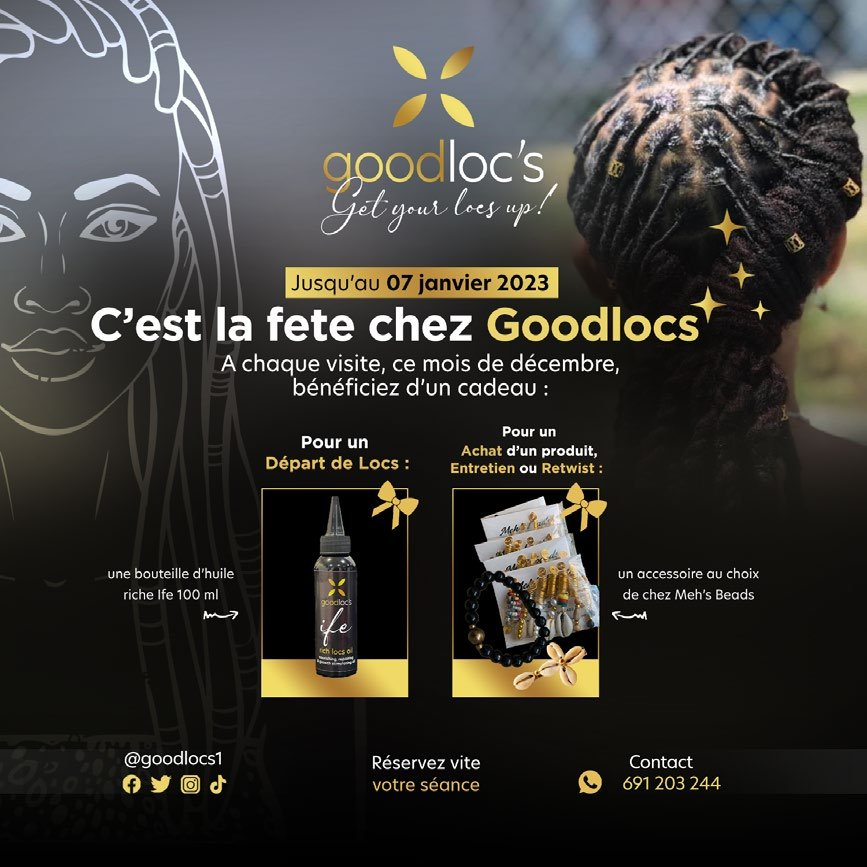 goodloc's
Get your locs up!
Jusqu'au 07 janvier 2023
C'est la fete chez Goodlocs
A chaque visite, ce mois de décembre,
bénéficiez d'un cadeau :
Pour un
Départ de Locs :
une bouteille d'huile
riche Ife 100 ml
goodloc's
ife
rich locs oil
Pour un
Achat d'un produit,
Entretien ou Retwist :
Meh's Beads
un accessoire au choix
de chez Meh's Beads
@goodlocs1
Réservez vite
votre séance
Contact
691 203 244